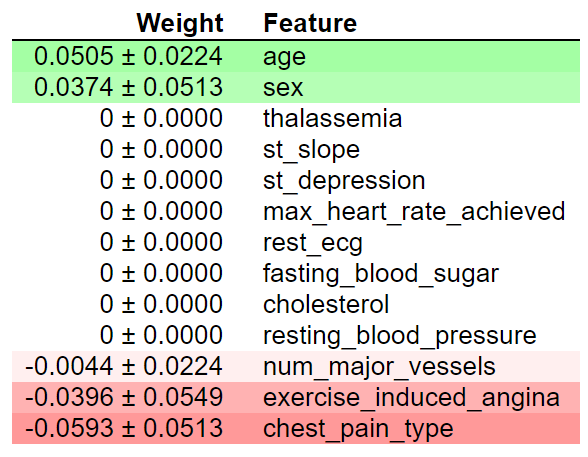 Weight Feature
0.0505 ± 0.0224 age
0.0374 ± 0.0513 sex
0 ± 0.0000 thalassemia
0 ± 0.0000 st_slope
0 ± 0.0000 st_depression
0 ± 0.0000 max_heart_rate_achieved
0 ± 0.0000 rest_ecg
0 ± 0.0000 fasting_blood_sugar
0 ± 0.0000 cholesterol
0 ± 0.0000 resting_blood_pressure
-0.0044 ± 0.0224 num_major_vessels
-0.0396 ± 0.0549 exercise_induced_angina
-0.0593 ± 0.0513 chest_pain_type